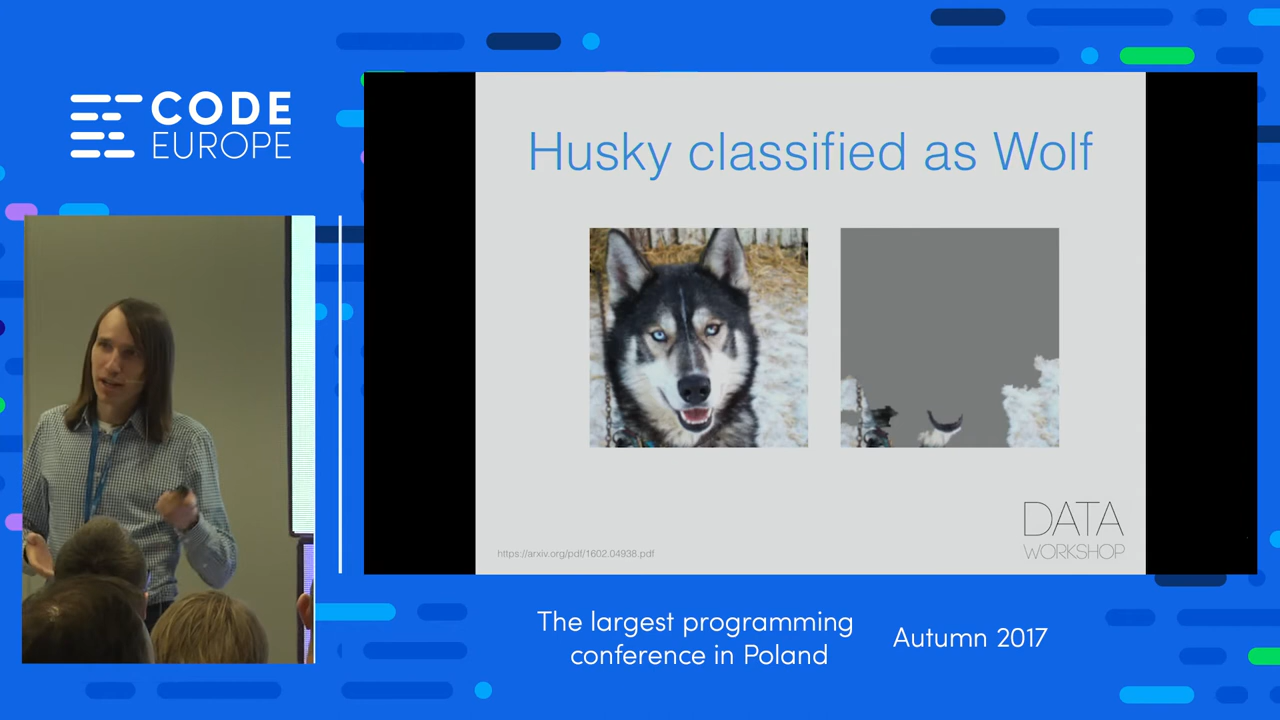 CODE
EUROPE
Husky classified as Wolf
https://arxiv.org/pdf/1602.04938.pdf
DATA
WORKSHOP
The largest programming
conference in Poland
Autumn 2017